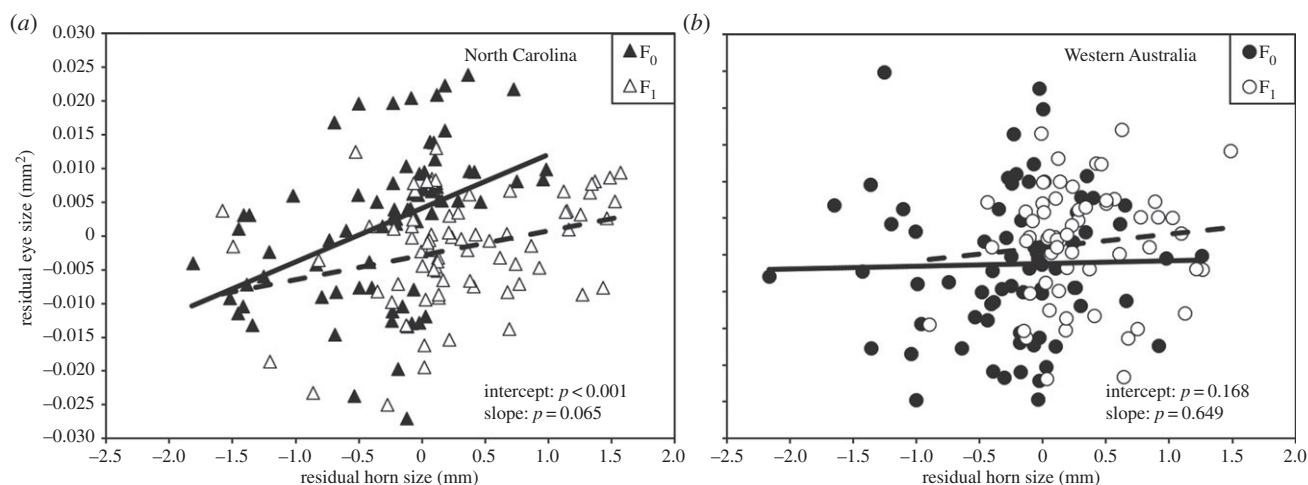 (a)
North Carolina
F0
F1
residual eye size (mm²)
0.030
0.025
0.020
0.015
0.010
0.005
0
−0.005
−0.010
−0.015
−0.020
−0.025
−0.030
intercept: p < 0.001
slope: p = 0.065
−2.5 −2.0 −1.5 −1.0 −0.5 0 0.5 1.0 1.5 2.0
residual horn size (mm)
(b)
Western Australia
F0
F1
intercept: p = 0.168
slope: p = 0.649
−2.5 −2.0 −1.5 −1.0 −0.5 0 0.5 1.0 1.5 2.0
residual horn size (mm)